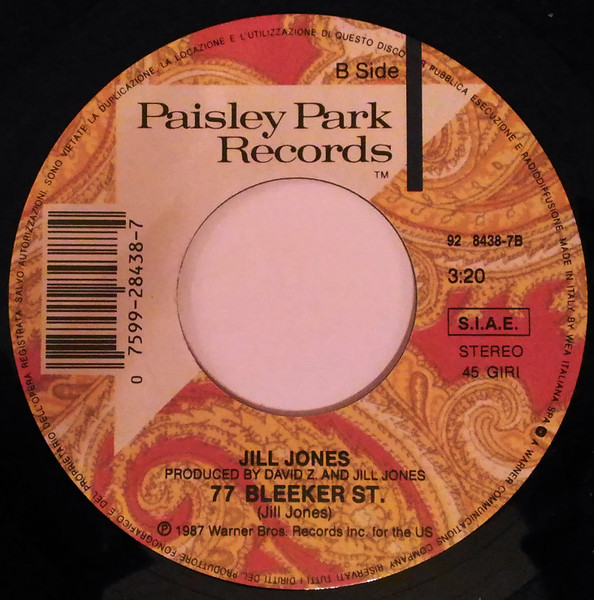 B Side
Paisley Park
Records
™
92 8438-7B
3:20
S.I.A.E.
STEREO
45 GIRI
0 7599-28438-7
JILL JONES
PRODUCED BY DAVID Z. AND JILL JONES
77 BLEEKER ST.
(Jill Jones)
℗ 1987 Warner Bros. Records Inc. for the US
TUTTI I DIRITTI DEL PRODUTTORE FONOGRAFICO E DEL PROPRIETARIO DELL'OPERA REGISTRATA. SALVO AUTORIZZAZIONI, SONO VIETATE LA DUPLICAZIONE, LA LOCAZIONE E L'UTILIZZAZIONE DI QUESTO DISCO PUBBLICA ESECUZIONE E RADIODIFFUSIONE. MADE IN ITALY BY WEA ITALIANA SPA A WARNER COMMUNICATIONS COMPANY RISERVATI